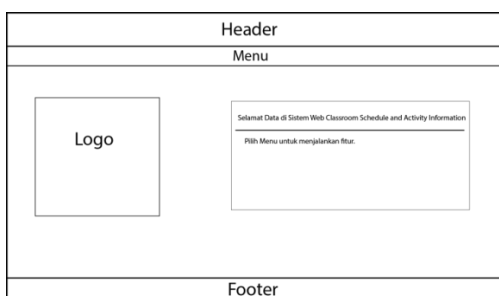 Header
Menu
Logo
Selamat Data di Sistem Web Classroom Schedule and Activity Information
Pilih Menu untuk menjalankan fitur.
Footer